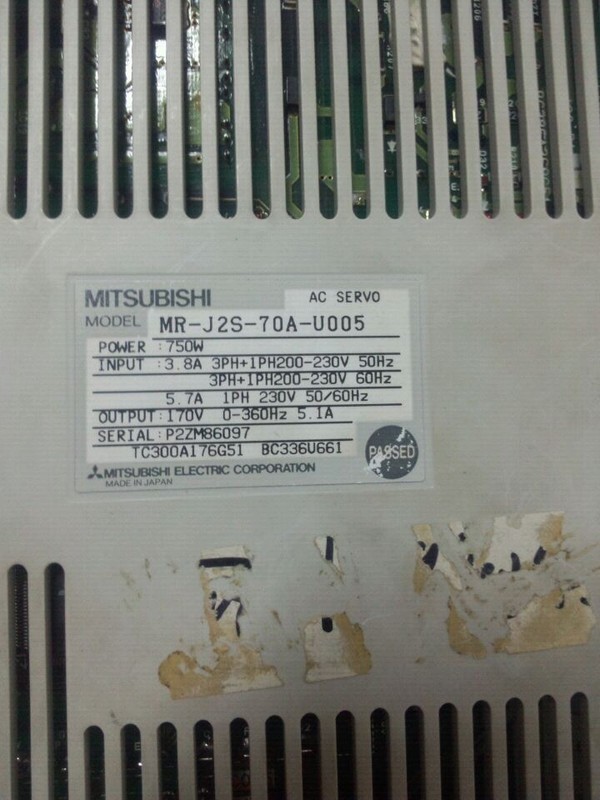 MITSUBISHI AC SERVO
MODEL MR-J2S-70A-U005
POWER :750W
INPUT :3.8A 3PH+1PH200-230V 50Hz
3PH+1PH200-230V 60Hz
5.7A 1PH 230V 50/60Hz
OUTPUT:170V 0-360Hz 5.1A
SERIAL:P2ZM86097
TC300A176G51 BC336U661
PASSED
MITSUBISHI ELECTRIC CORPORATION
MADE IN JAPAN